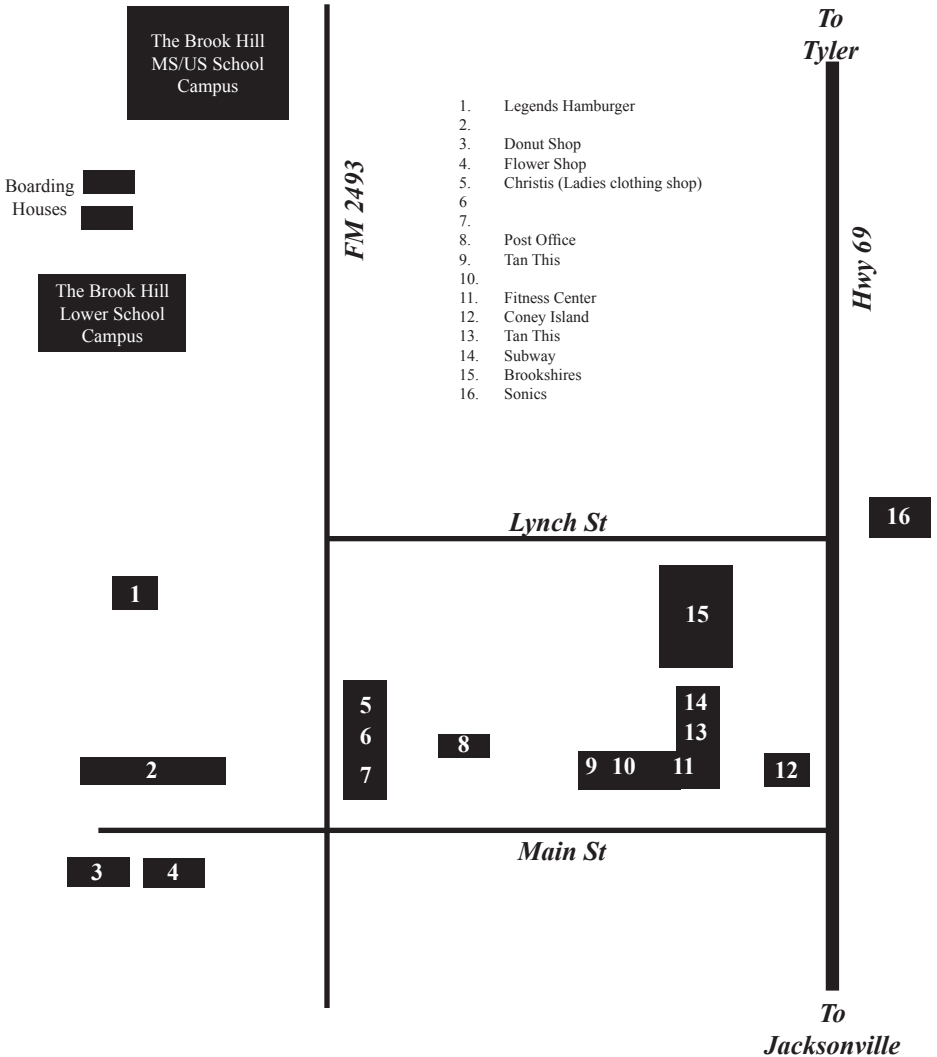 The Brook Hill
MS/US School
Campus
To
Tyler
1. Legends Hamburger
2.
3. Donut Shop
4. Flower Shop
5. Christis (Ladies clothing shop)
6
7.
8. Post Office
9. Tan This
10.
11. Fitness Center
12. Coney Island
13. Tan This
14. Subway
15. Brookshires
16. Sonics
Boarding
Houses
FM 2493
Hwy 69
The Brook Hill
Lower School
Campus
Lynch St
16
1
15
5
6
7
8
14
13
9 10 11
12
2
Main St
3 4
To
Jacksonville